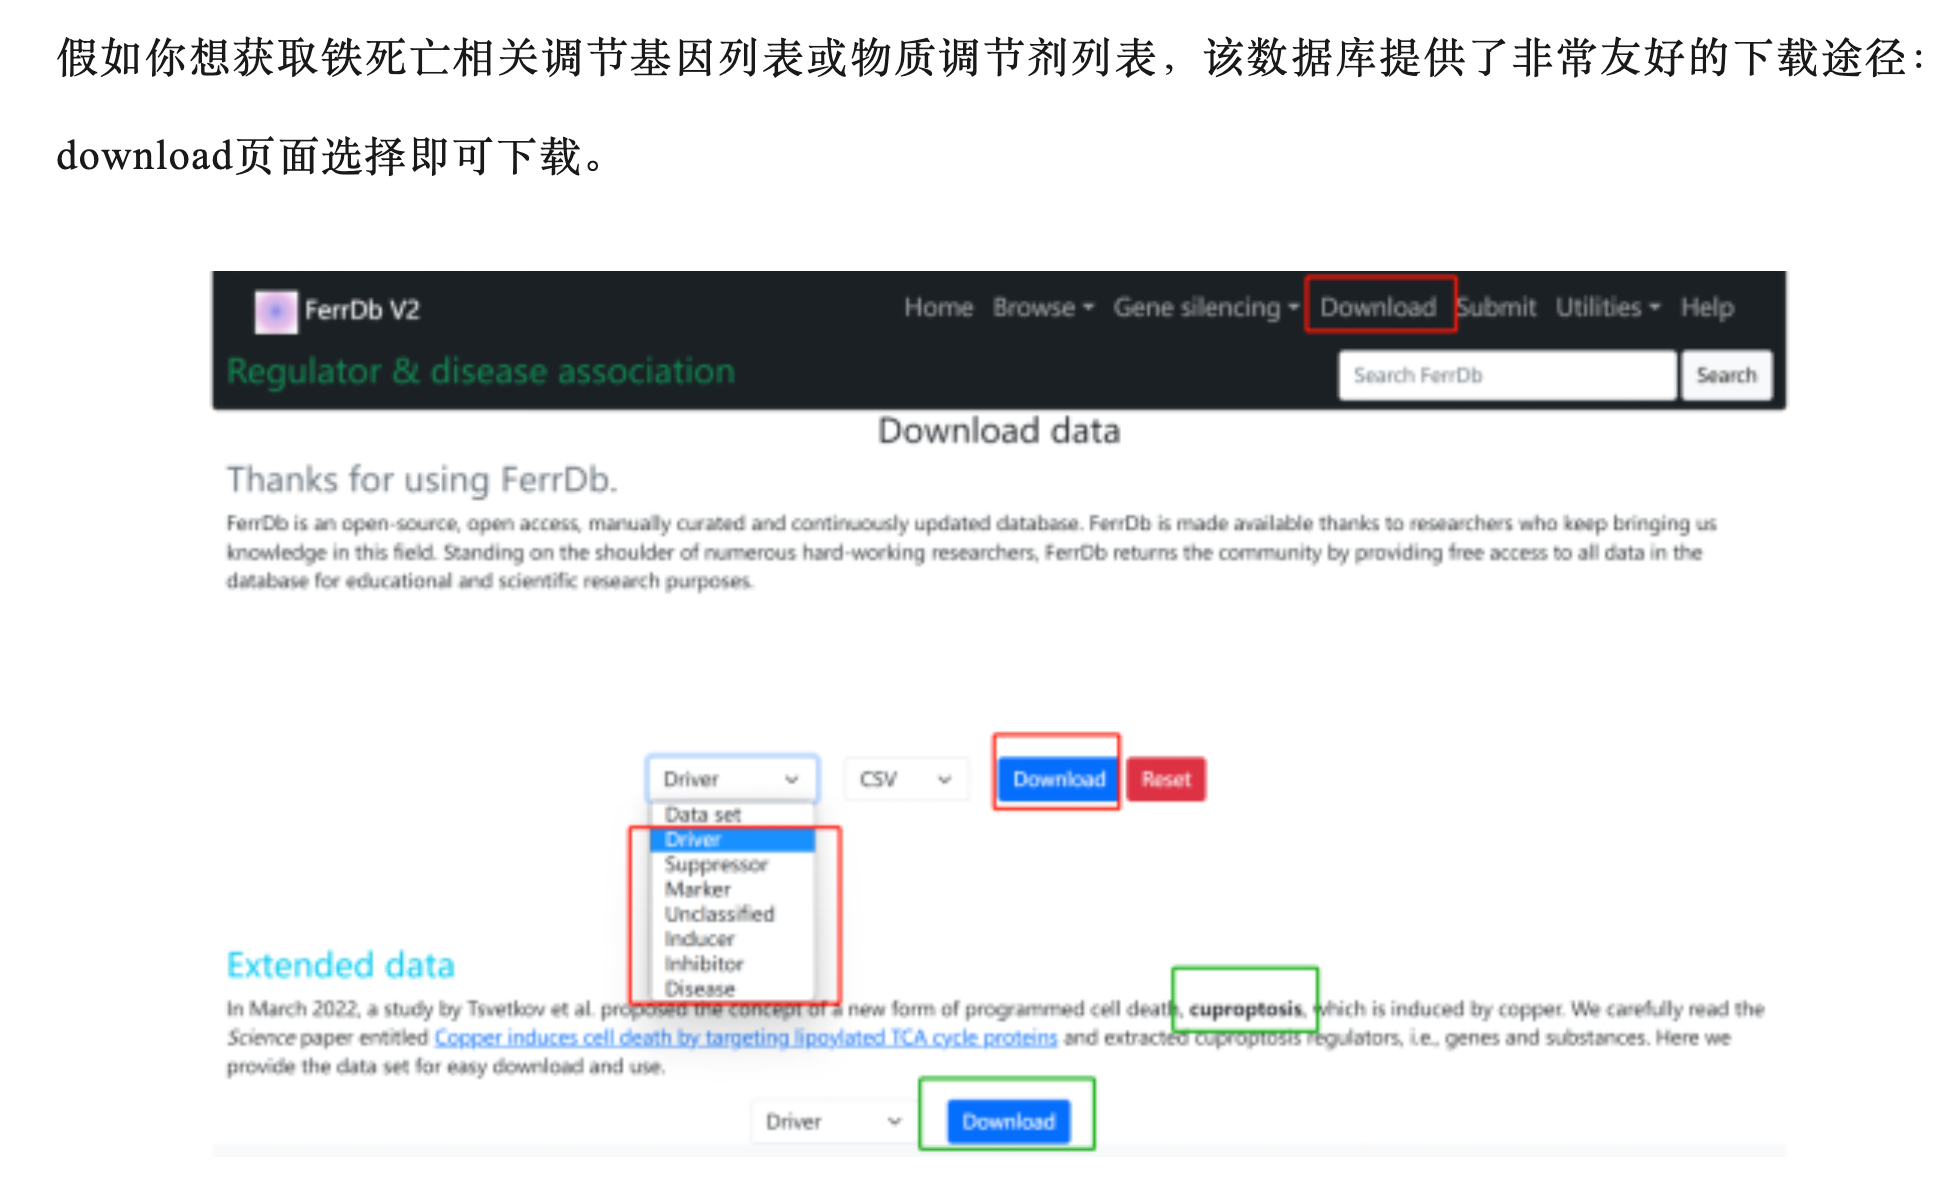 假如你想获取铁死亡相关调节基因列表或物质调节剂列表，该数据库提供了非常友好的下载途径：
download页面选择即可下载。
FerrDb V2 Home Browse Gene silencing Download Submit Utilities Help
Regulator & disease association Search FerrDb Search
Download data
Thanks for using FerrDb.
FerrDb is an open-source, open access, manually curated and continuously updated database. FerrDb is made available thanks to researchers who keep bringing us
knowledge in this field. Standing on the shoulder of numerous hard-working researchers, FerrDb returns the community by providing free access to all data in the
database for educational and scientific research purposes.
Driver CSV Download Reset
Data set
Driver
Suppressor
Marker
Unclassified
Inducer
Inhibitor
Disease
Extended data
In March 2022, a study by Tsvetkov et al. proposed the concept of a new form of programmed cell death, cuproptosis, which is induced by copper. We carefully read the
Science paper entitled Copper induces cell death by targeting lipoylated TCA cycle proteins and extracted cuproptosis regulators, i.e., genes and substances. Here we
provide the data set for easy download and use.
Driver Download